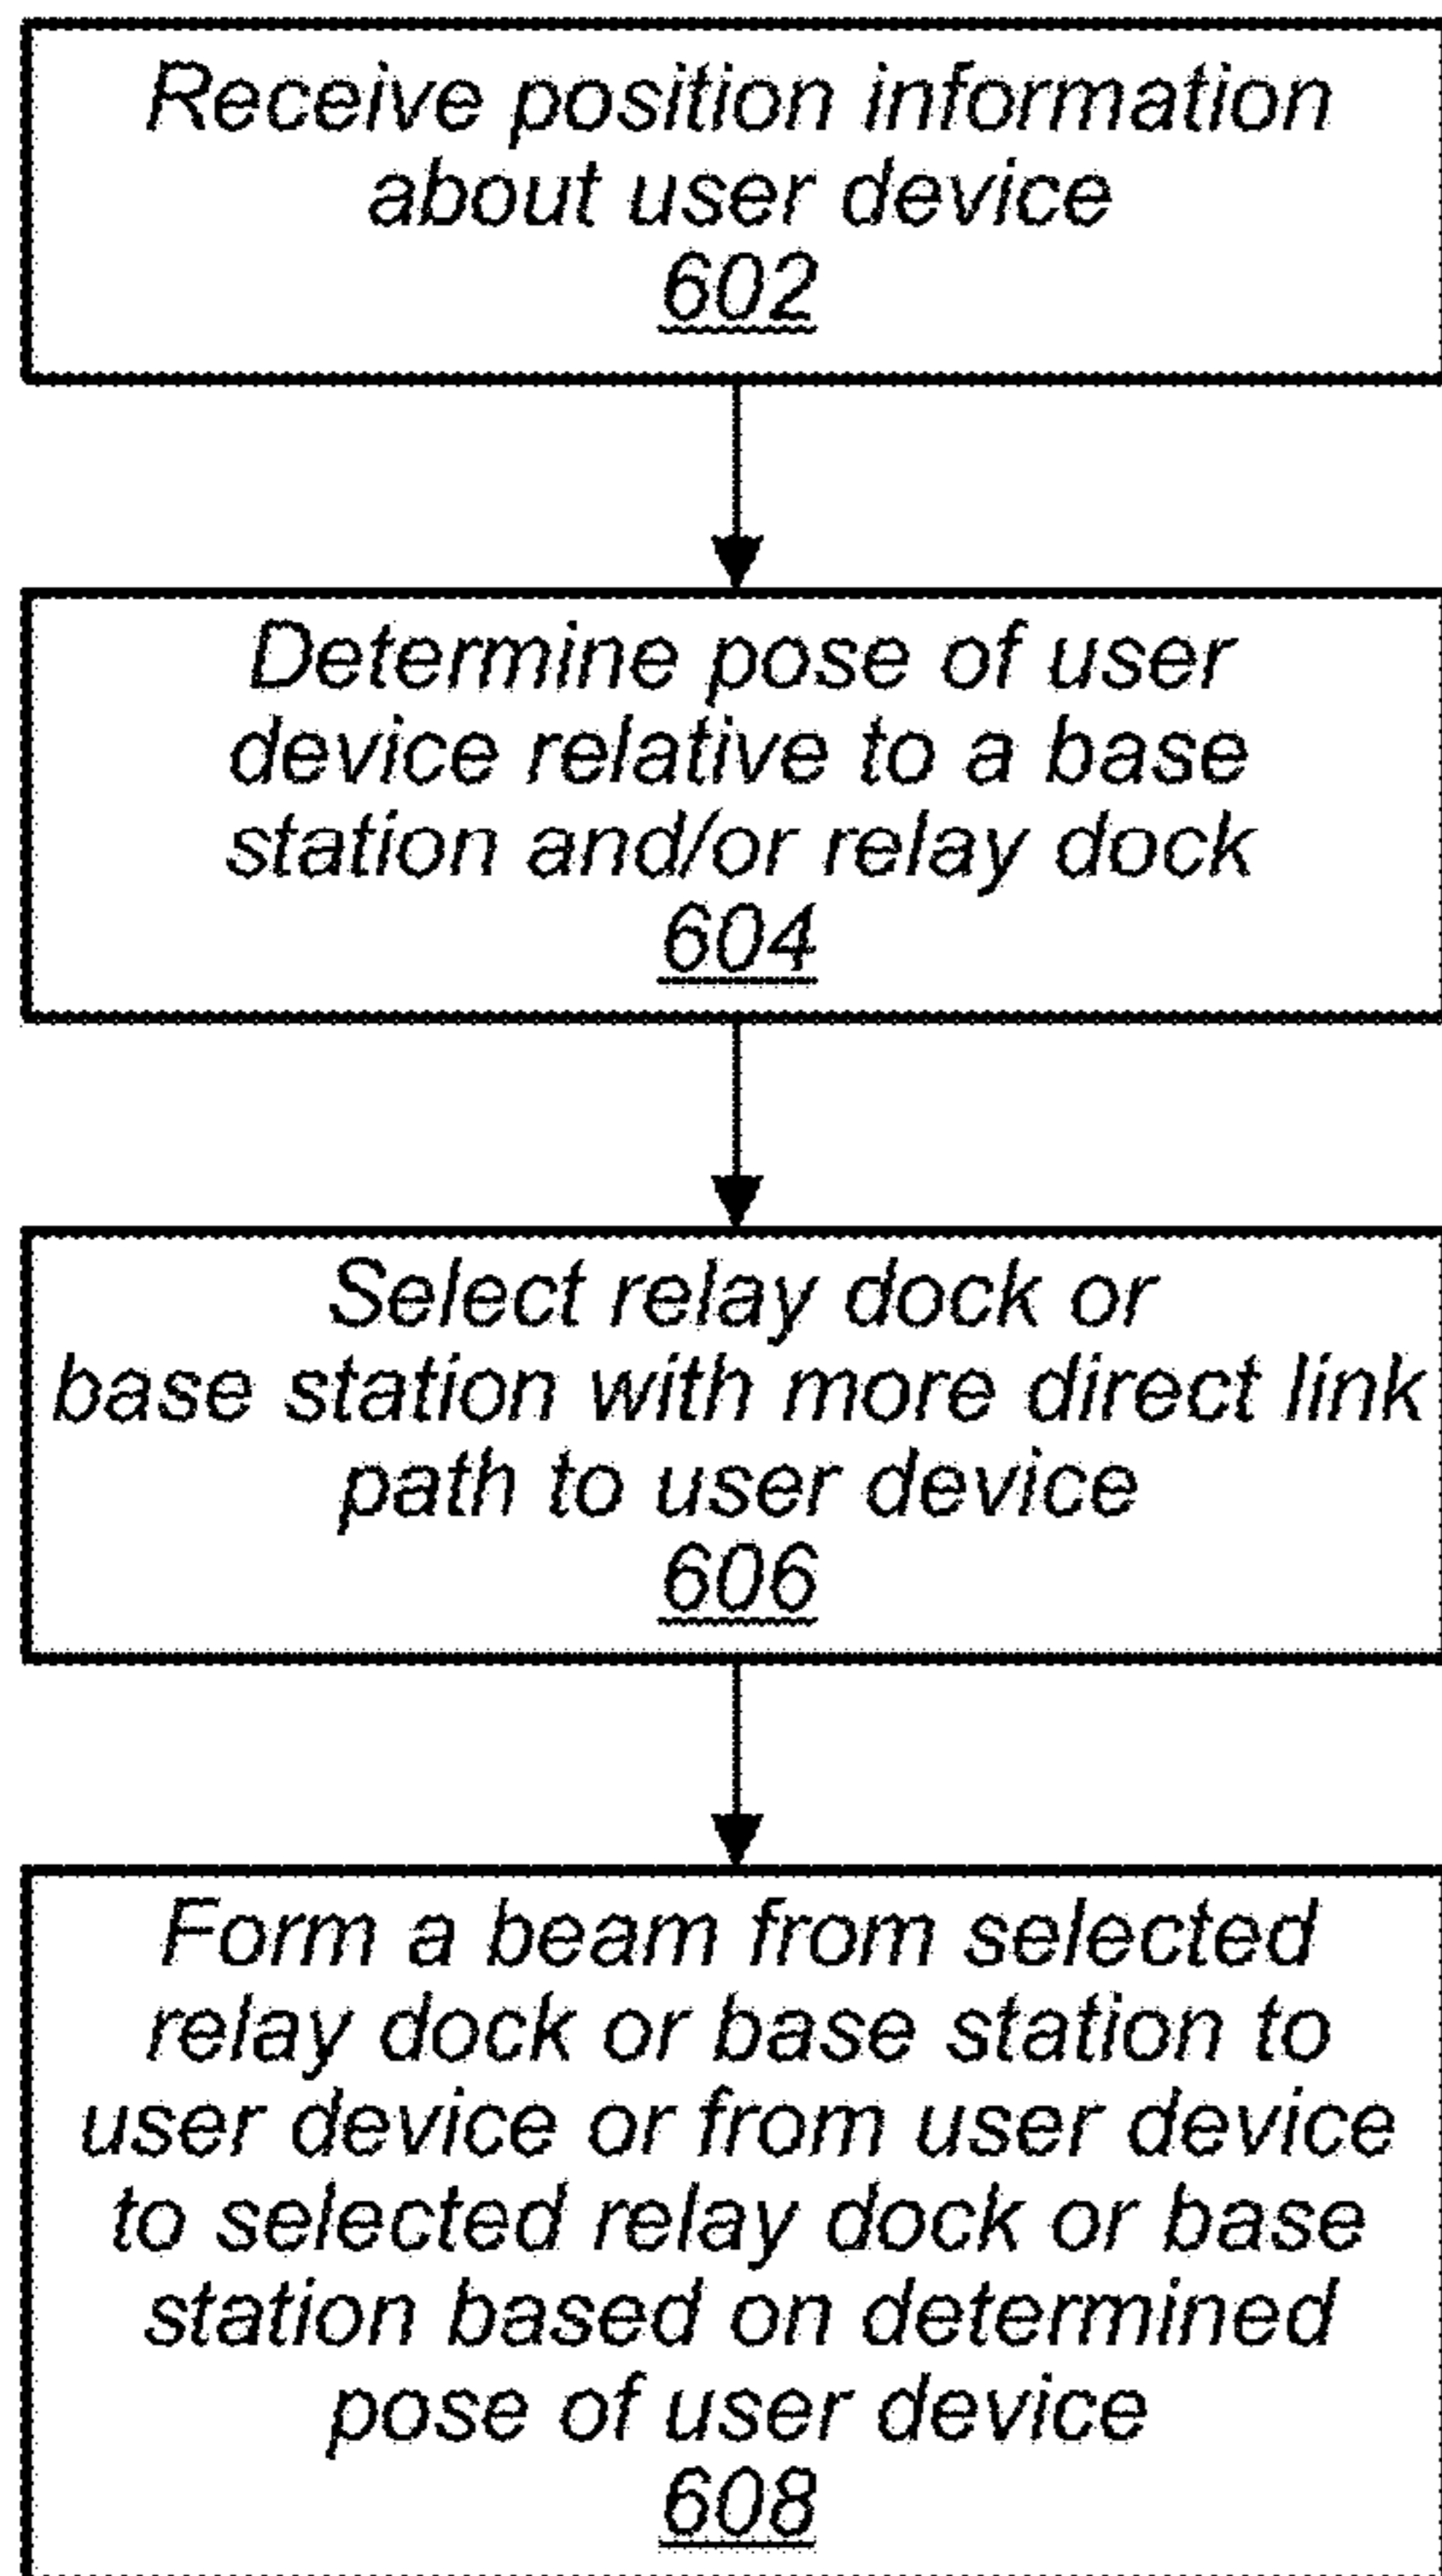 Receive position information
about user device
602
Determine pose of user
device relative to a base
station and/or relay dock
604
Select relay dock or
base station with more direct link
path to user device
606
Form a beam from selected
relay dock or base station to
user device or from user device
to selected relay dock or base
station based on determined
pose of user device
608